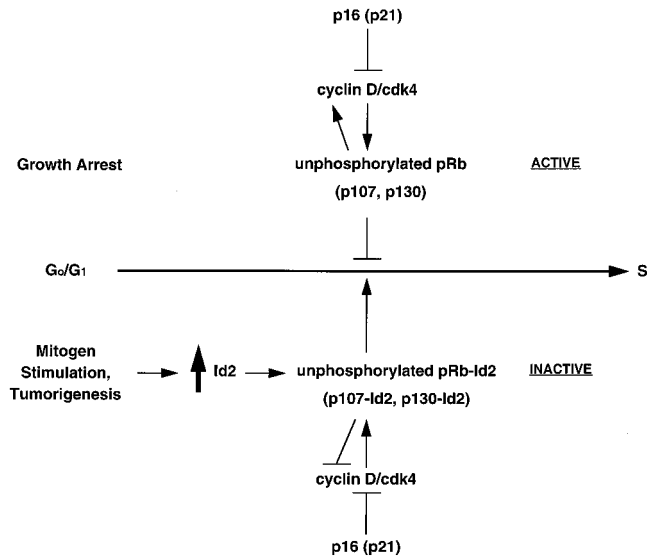 p16 (p21)
cyclin D/cdk4
Growth Arrest
unphosphorylated pRb
ACTIVE
(p107, p130)
Go/G1
S
Mitogen
Stimulation,
Tumorigenesis
Id2
unphosphorylated pRb-Id2
INACTIVE
(p107-Id2, p130-Id2)
cyclin D/cdk4
p16 (p21)